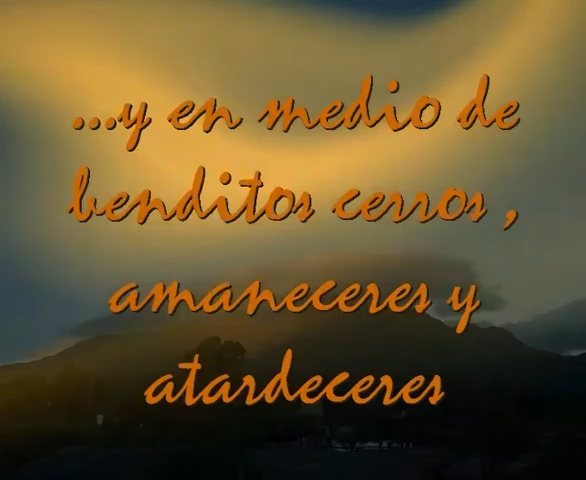 ...y en medio de
benditos cerros ,
amaneceres y
atardeceres